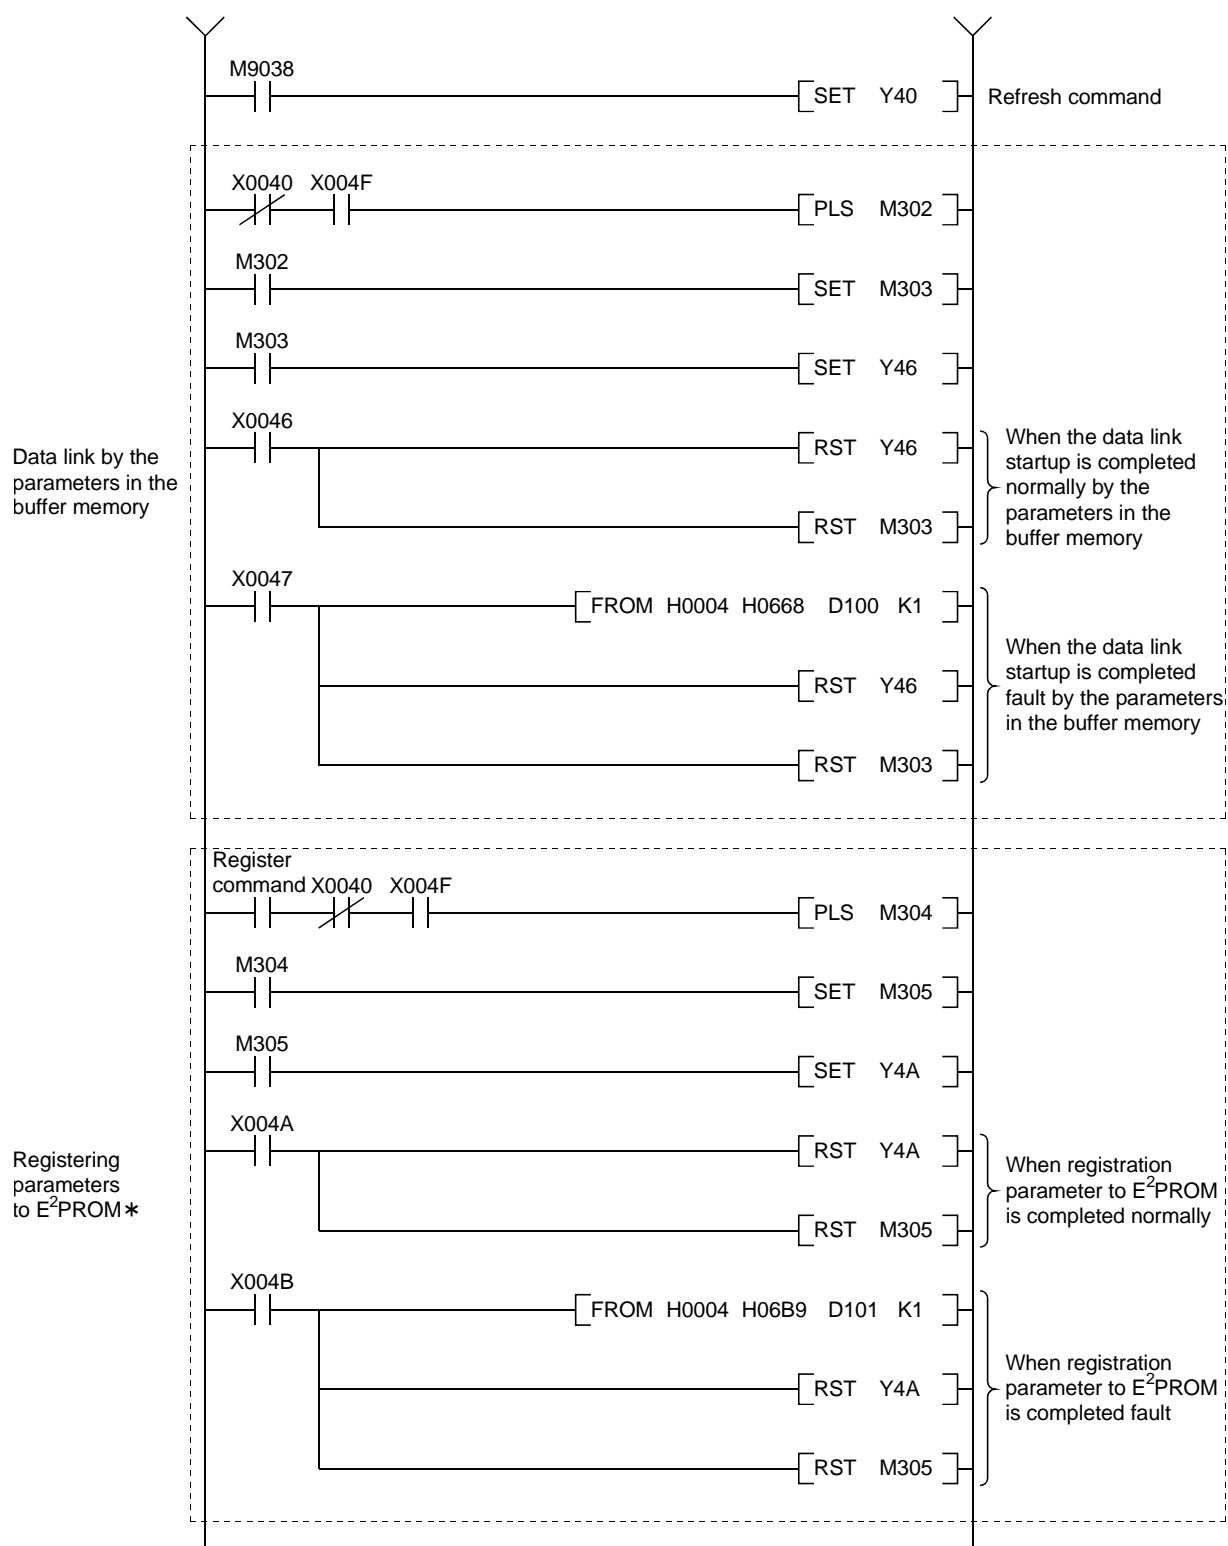 M9038
SET Y40 Refresh command
X0040 X004F
PLS M302
M302
SET M303
M303
SET Y46
X0046
RST Y46
RST M303
When the data link
startup is completed
normally by the
parameters in the
buffer memory
Data link by the
parameters in the
buffer memory
X0047
FROM H0004 H0668 D100 K1
RST Y46
RST M303
When the data link
startup is completed
fault by the parameters
in the buffer memory
Register
command X0040 X004F
PLS M304
M304
SET M305
M305
SET Y4A
X004A
RST Y4A
RST M305
When registration
parameter to E²PROM
is completed normally
Registering
parameters
to E²PROM*
X004B
FROM H0004 H06B9 D101 K1
RST Y4A
RST M305
When registration
parameter to E²PROM
is completed fault